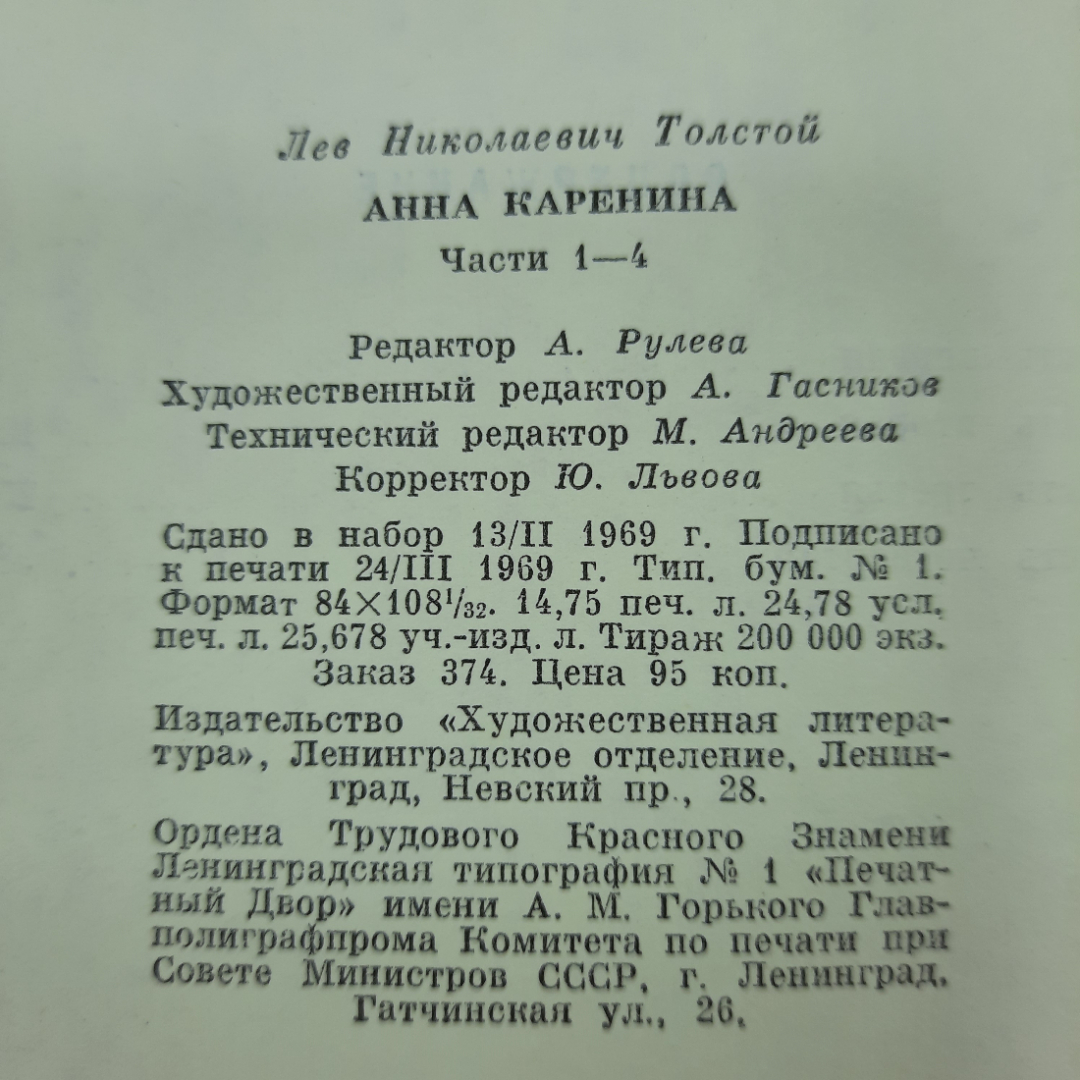 Лев Николаевич Толстой
АННА КАРЕНИНА
Части 1—4
Редактор А. Рулева
Художественный редактор А. Гасников
Технический редактор М. Андреева
Корректор Ю. Львова
Сдано в набор 13/II 1969 г. Подписано
к печати 24/III 1969 г. Тип. бум. № 1.
Формат 84×108¹/₃₂. 14,75 печ. л. 24,78 усл.
печ. л. 25,678 уч.-изд. л. Тираж 200 000 экз.
Заказ 374. Цена 95 коп.
Издательство «Художественная литера-
тура», Ленинградское отделение, Ленин-
град, Невский пр., 28.
Ордена Трудового Красного Знамени
Ленинградская типография № 1 «Печат-
ный Двор» имени А. М. Горького Глав-
полиграфпрома Комитета по печати при
Совете Министров СССР, г. Ленинград,
Гатчинская ул., 26.